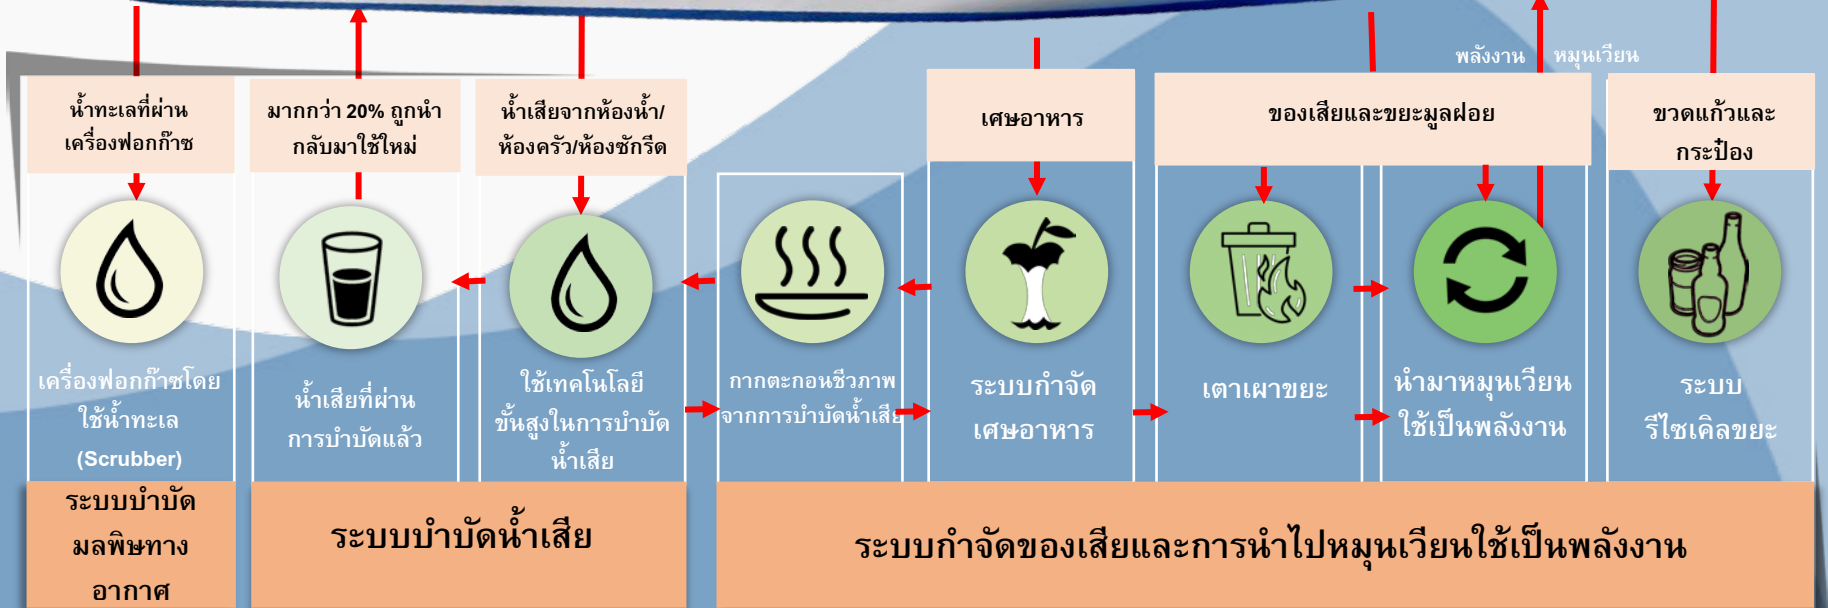 พลังงาน หมุนเวียน
น้ำทะเลที่ผ่าน
เครื่องฟอกก๊าซ
มากกว่า 20% ถูกนำ
กลับมาใช้ใหม่
น้ำเสียจากห้องน้ำ/
ห้องครัว/ห้องซักรีด
เศษอาหาร
ของเสียและขยะมูลฝอย
ขวดแก้วและ
กระป๋อง
เครื่องฟอกก๊าซโดย
ใช้น้ำทะเล
(Scrubber)
น้ำเสียที่ผ่าน
การบำบัดแล้ว
ใช้เทคโนโลยี
ขั้นสูงในการบำบัด
น้ำเสีย
กากตะกอนชีวภาพ
จากการบำบัดน้ำเสีย
ระบบกำจัด
เศษอาหาร
เตาเผาขยะ
นำมาหมุนเวียน
ใช้เป็นพลังงาน
ระบบ
รีไซเคิลขยะ
ระบบบำบัด
มลพิษทาง
อากาศ
ระบบบำบัดน้ำเสีย
ระบบกำจัดของเสียและการนำไปหมุนเวียนใช้เป็นพลังงาน